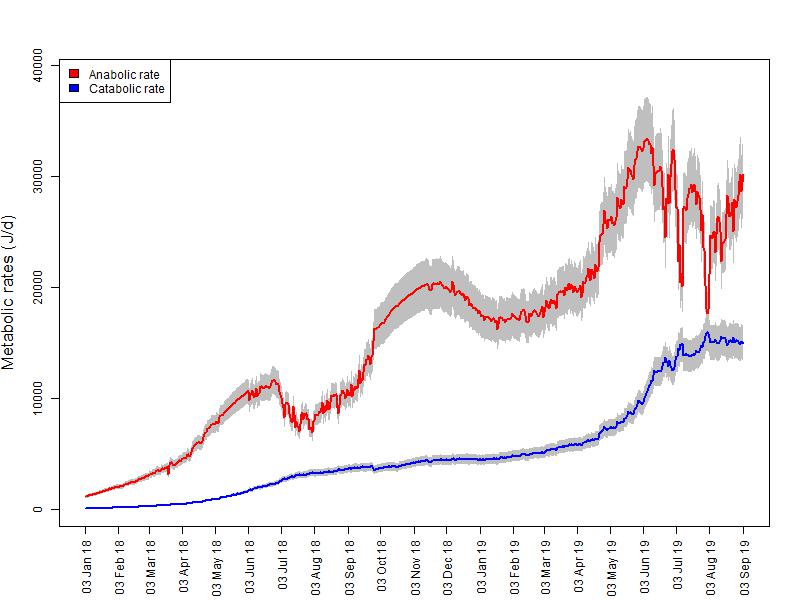 Anabolic rate
Catabolic rate
Metabolic rates (J/d)
40000
30000
20000
10000
0
03 Jan 18
03 Feb 18
03 Mar 18
03 Apr 18
03 May 18
03 Jun 18
03 Jul 18
03 Aug 18
03 Sep 18
03 Oct 18
03 Nov 18
03 Dec 18
03 Jan 19
03 Feb 19
03 Mar 19
03 Apr 19
03 May 19
03 Jun 19
03 Jul 19
03 Aug 19
03 Sep 19